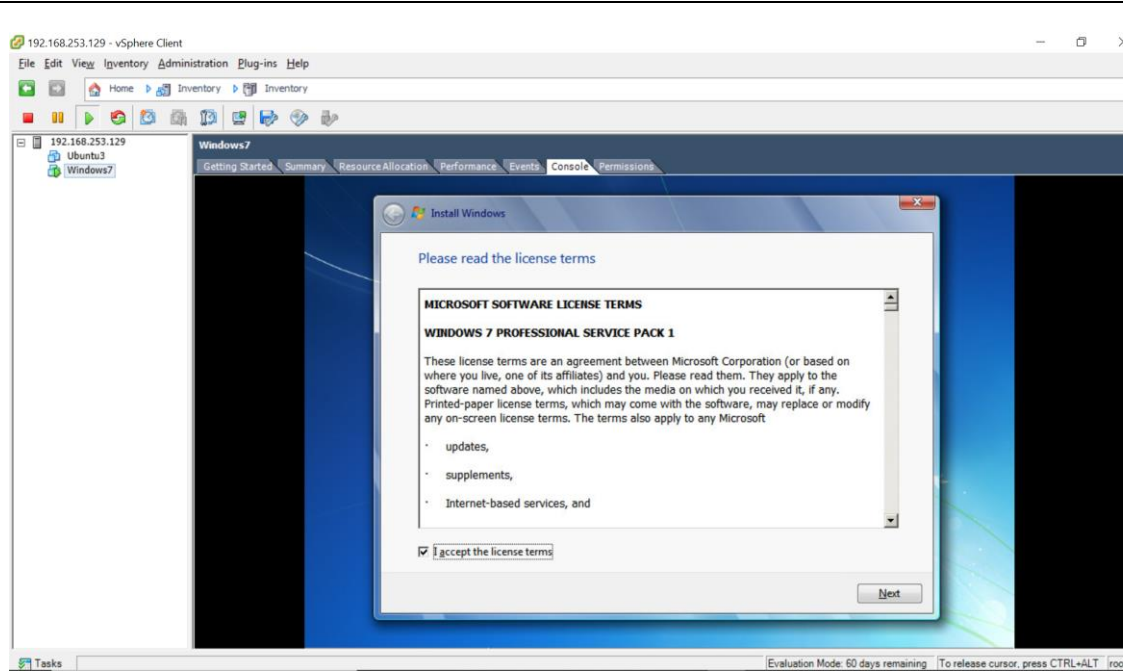 192.168.253.129 - vSphere Client
File Edit View Inventory Administration Plug-ins Help
Home Inventory Inventory
192.168.253.129
Ubuntu3
Windows7
Windows7
Getting Started Summary Resource Allocation Performance Events Console Permissions
Install Windows
Please read the license terms
MICROSOFT SOFTWARE LICENSE TERMS
WINDOWS 7 PROFESSIONAL SERVICE PACK 1
These license terms are an agreement between Microsoft Corporation (or based on
where you live, one of its affiliates) and you. Please read them. They apply to the
software named above, which includes the media on which you received it, if any.
Printed-paper license terms, which may come with the software, may replace or modify
any on-screen license terms. The terms also apply to any Microsoft
· updates,
· supplements,
· Internet-based services, and
I accept the license terms
Next
Tasks
Evaluation Mode: 60 days remaining To release cursor, press CTRL+ALT